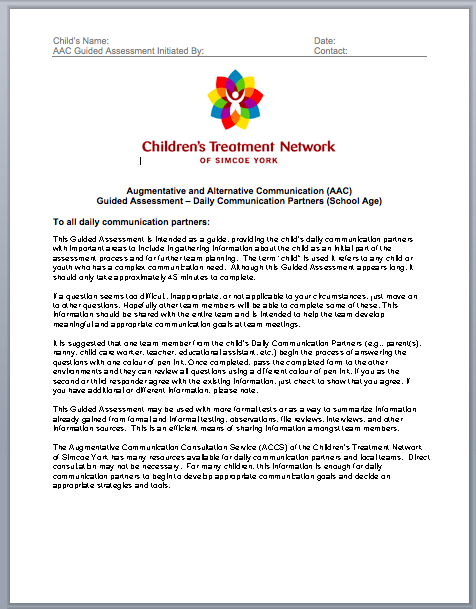 Child's Name: Date:
AAC Guided Assessment Initiated By: Contact:
Children's Treatment Network
OF SIMCOE YORK
Augmentative and Alternative Communication (AAC)
Guided Assessment – Daily Communication Partners (School Age)
To all daily communication partners:
This Guided Assessment is intended as a guide, providing the child's daily communication partners
with important areas to include in gathering information about the child as an initial part of the
assessment process and for further team planning. The term "child" is used it refers to any child or
youth who has a complex communication need. Although this Guided Assessment appears long, it
should only take approximately 45 minutes to complete.
If a question seems too difficult, inappropriate, or not applicable to your circumstances, just move on
to other questions. Hopefully other team members will be able to complete some of these. This
information should be shared with the entire team and is intended to help the team develop
meaningful and appropriate communication goals at team meetings.
It is suggested that one team member from the child's Daily Communication Partners (e.g., parent(s),
nanny, child care worker, teacher, educational assistant, etc.) begin the process of answering the
questions with one colour of pen ink. Once completed, pass the completed form to the other
environments and they can review all questions using a different colour of pen ink. If you as the
second or third responder agree with the existing information, just check to show that you agree. If
you have additional or different information, please note.
This Guided Assessment may be used with more formal tests or as a way to summarize information
already gained from formal and informal testing, observations, file reviews, interviews, and other
information sources. This is an efficient means of sharing information amongst team members.
The Augmentative Communication Consultation Service (ACCS) of the Children's Treatment Network
of Simcoe York has many resources available for daily communication partners and local teams. Direct
consultation may not be necessary. For many children, this information is enough for daily
communication partners to begin to develop appropriate communication goals and decide on
appropriate strategies and tools.